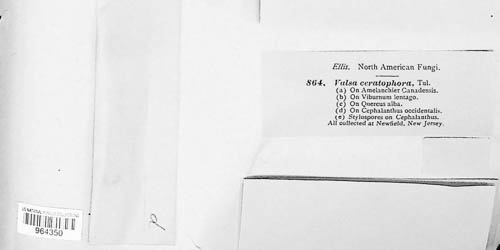 Ellis. North American Fungi.
864. Valsa ceratophora, Tul.
(a) On Amelanchier Canadensis.
(b) On Viburnum lentago.
(c) On Quercus alba.
(d) On Cephalanthus occidentalis.
(e) Stylospores on Cephalanthus.
All collected at Newfield, New Jersey.
964350